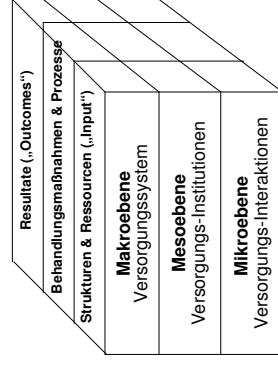 Resultate („Outcomes“)
Behandlungsmaßnahmen & Prozesse
Strukturen & Ressourcen („Input“)
Makroebene
Versorgungssystem
Mesoebene
Versorgungs-Institutionen
Mikroebene
Versorgungs-Interaktionen